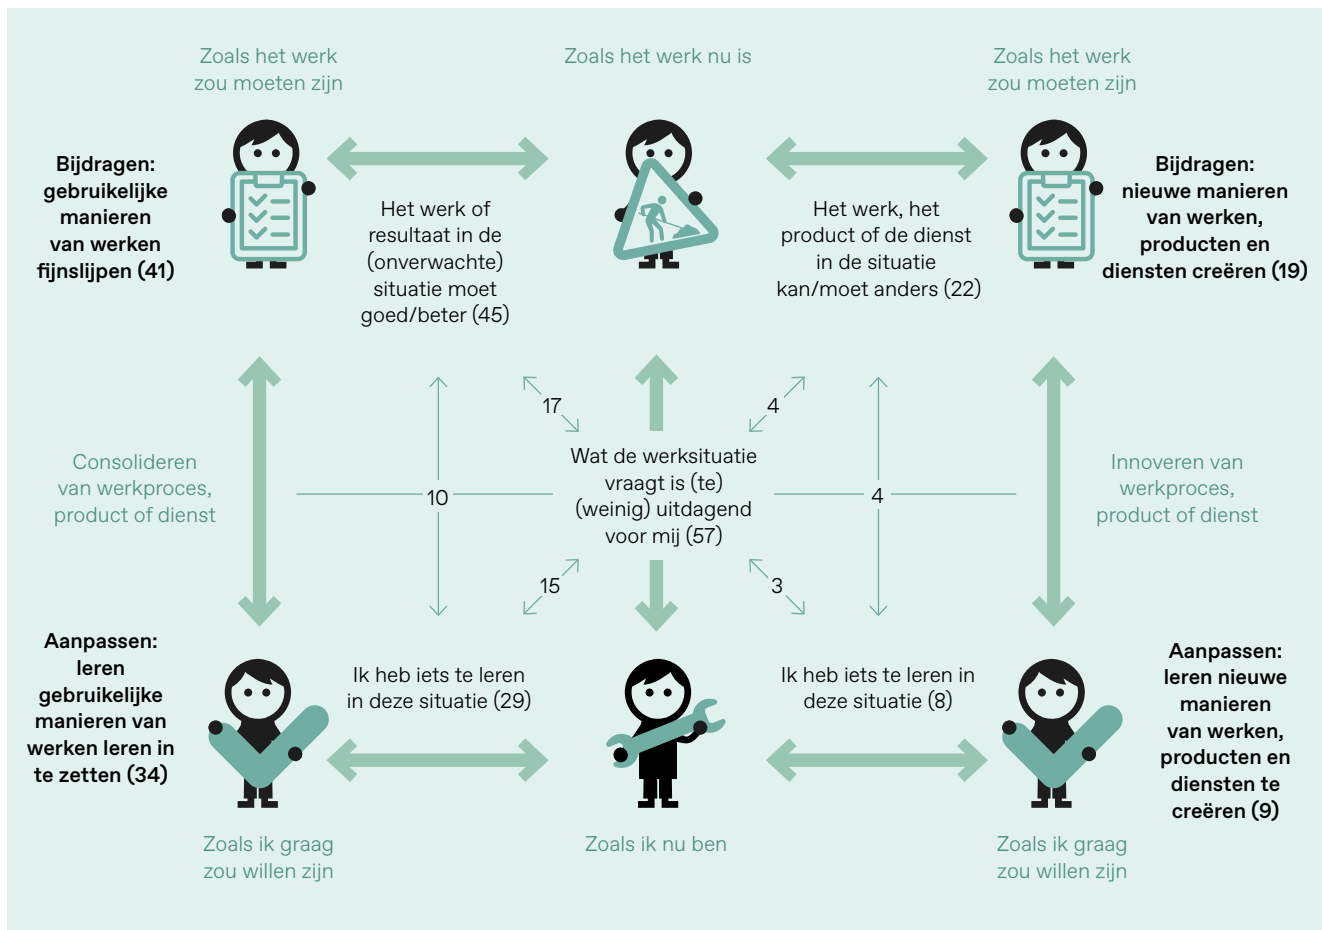 Zoals het werk
zou moeten zijn
Zoals het werk nu is
Zoals het werk
zou moeten zijn
Bijdragen:
gebruikelijke
manieren
van werken
fijnslijpen (41)
Het werk of
resultaat in de
(onverwachte)
situatie moet
goed/beter (45)
Het werk, het
product of de dienst
in de situatie
kan/moet anders (22)
Bijdragen:
nieuwe manieren
van werken,
producten en
diensten creëren (19)
17
4
Consolideren
van werkproces,
product of dienst
10
Wat de werksituatie
vraagt is (te)
(weinig) uitdagend
voor mij (57)
4
Innoveren van
werkproces,
product of dienst
15
3
Aanpassen:
leren
gebruikelijke
manieren van
werken leren in
te zetten (34)
Ik heb iets te leren
in deze situatie (29)
Ik heb iets te leren in
deze situatie (8)
Aanpassen:
leren nieuwe
manieren
van werken,
producten en
diensten te
creëren (9)
Zoals ik graag
zou willen zijn
Zoals ik nu ben
Zoals ik graag
zou willen zijn